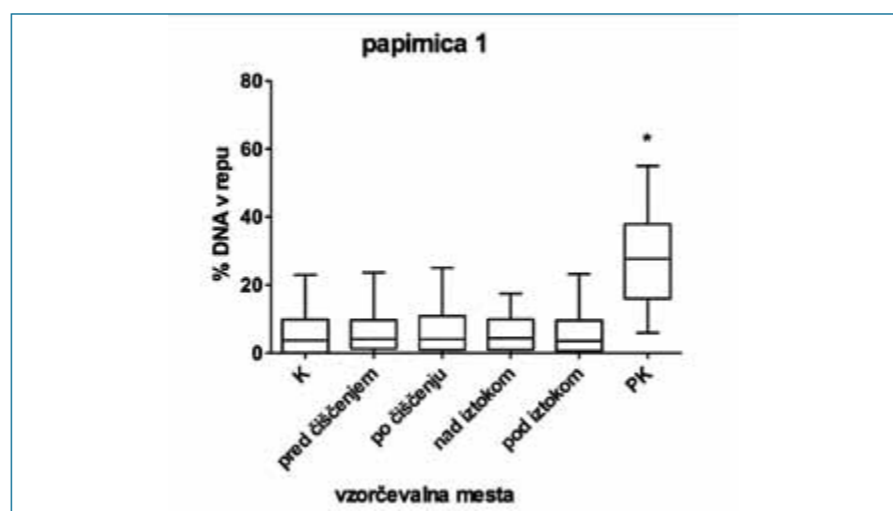 papirnica 1
% DNA v repu
80
60
40
20
0
*
K
pred čiščenjem
po čiščenju
nad iztokom
pod iztokom
PK
vzorčevalna mesta